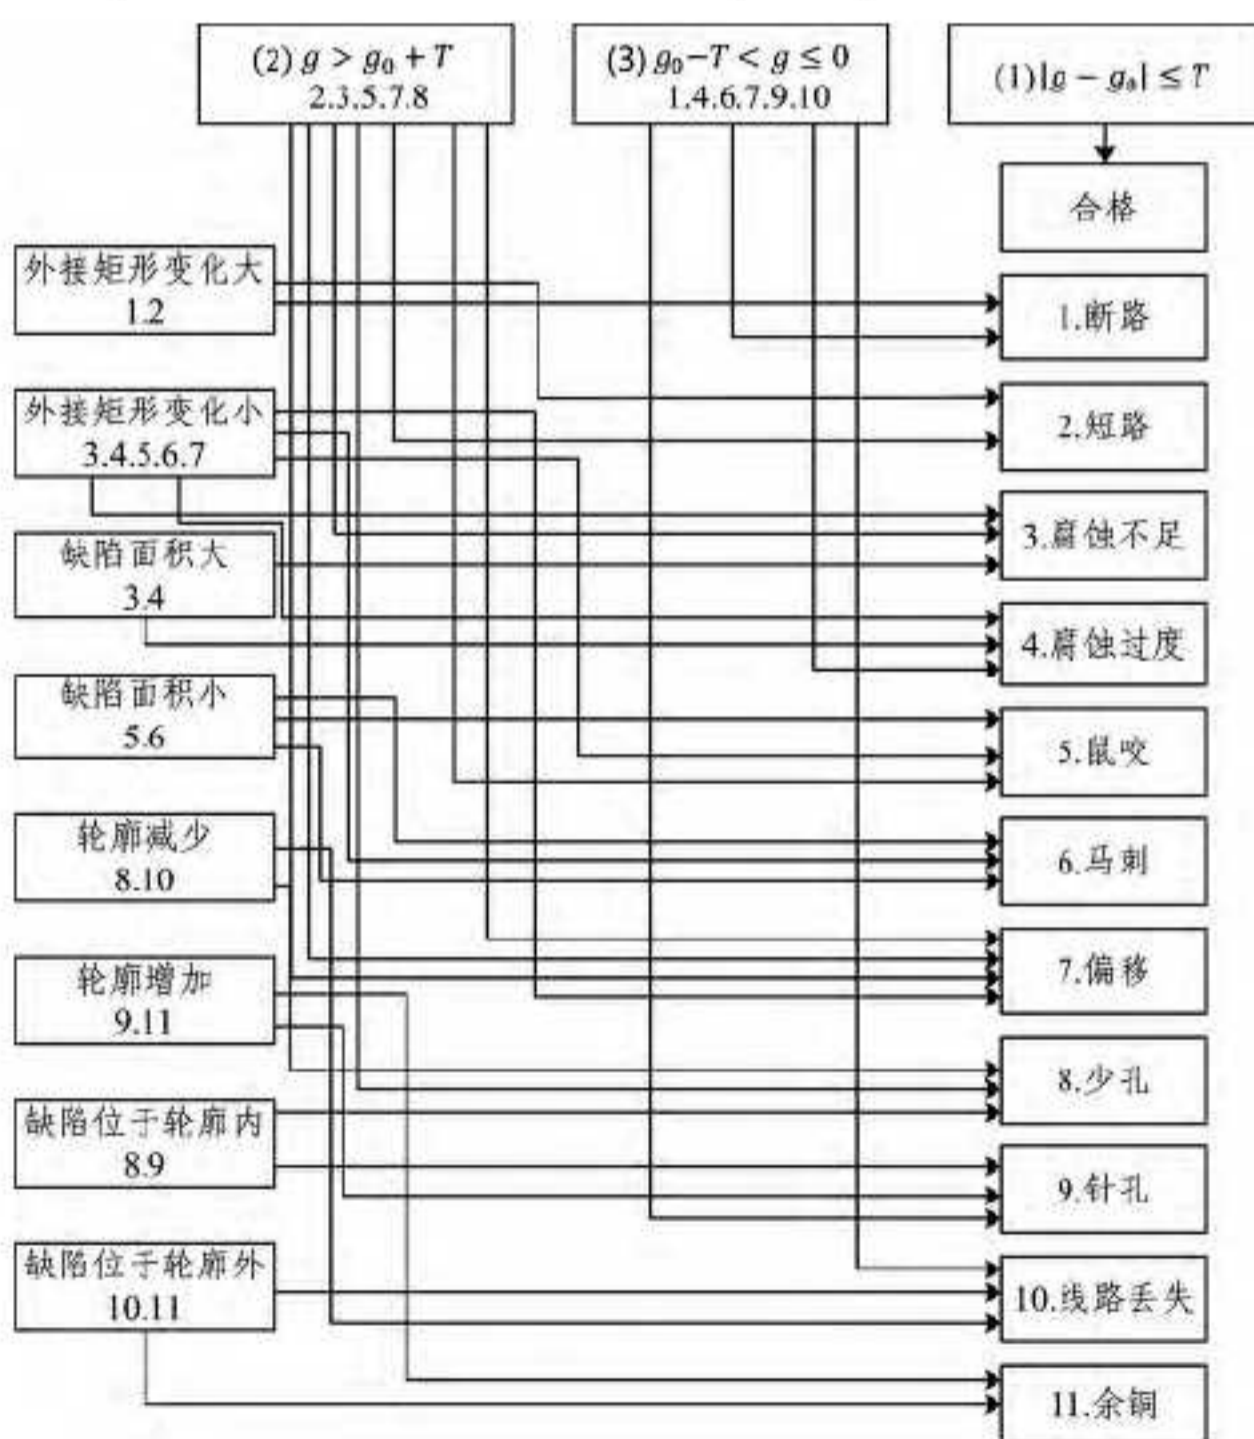 (2) g > g₀ + T
2.3.5.7.8
(3) g₀−T < g ≤ 0
1.4.6.7.9.10
(1)|g − g₀| ≤ T
合格
外接矩形变化大
1.2
外接矩形变化小
3.4.5.6.7
缺陷面积大
3.4
缺陷面积小
5.6
轮廓减少
8.10
轮廓增加
9.11
缺陷位于轮廓内
8.9
缺陷位于轮廓外
10.11
1.断路
2.短路
3.腐蚀不足
4.腐蚀过度
5.鼠咬
6.马刺
7.偏移
8.少孔
9.针孔
10.线路丢失
11.余铜